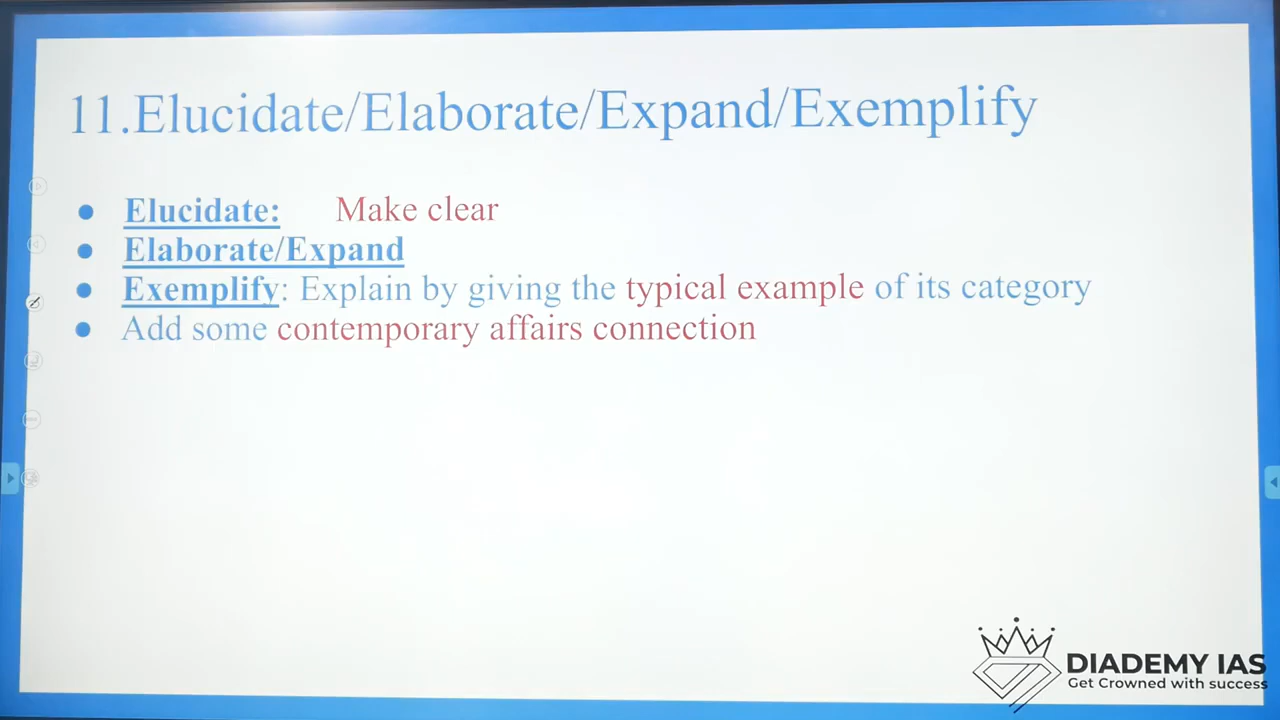 11.Elucidate/Elaborate/Expand/Exemplify
● Elucidate: Make clear
● Elaborate/Expand
● Exemplify: Explain by giving the typical example of its category
● Add some contemporary affairs connection
DIADEMY IAS
Get Crowned with success